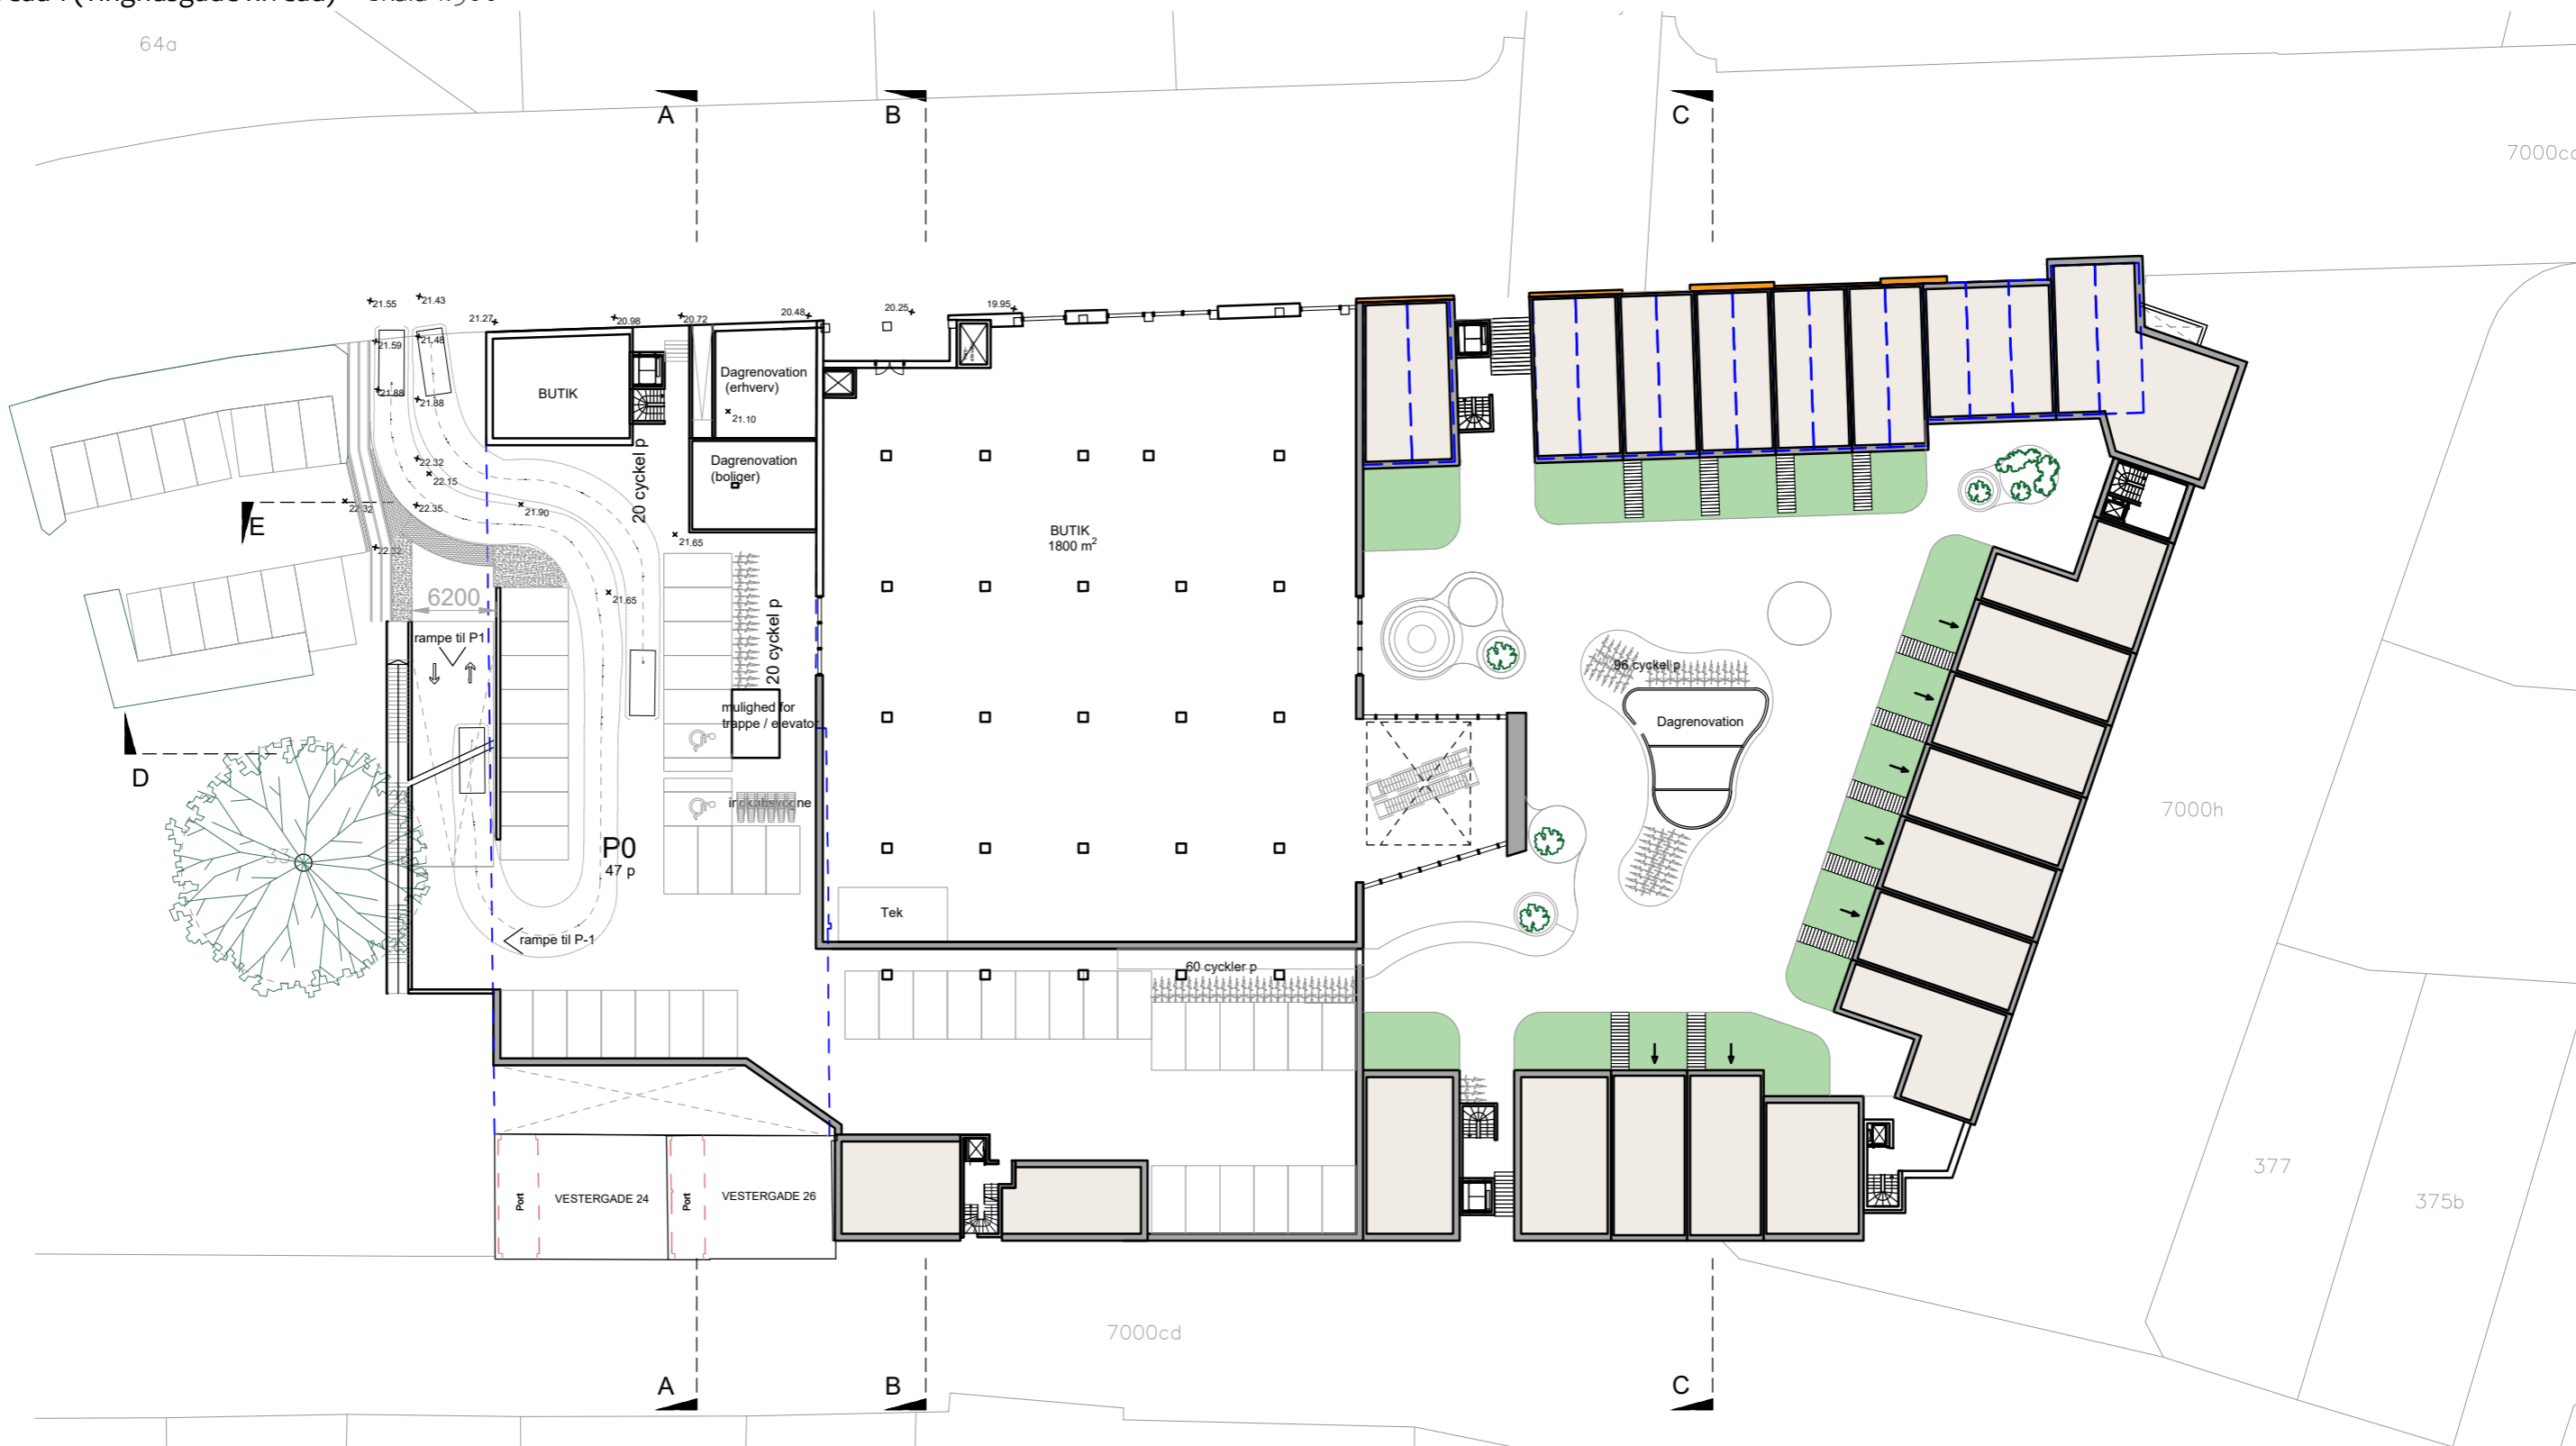 64a
A
B
C
7000cd
21.55
21.43
21.27
20.98
20.72
20.48
20.25
19.95
21.59
21.48
21.88
21.88
BUTIK
Dagrenovation
(erhverv)
21.10
20 cyckel p
Dagrenovation
(boliger)
22.32
22.15
22.32
22.35
21.90
E
21.65
BUTIK
1800 m²
6200
21.65
rampe til P1
20 cyckel p
96 cyckel p
mulighed for
trappe / elevator
Dagrenovation
D
P0
47 p
7000h
Tek
rampe til P-1
60 cyckler p
Port
VESTERGADE 24
Port
VESTERGADE 26
377
375b
7000cd
A
B
C